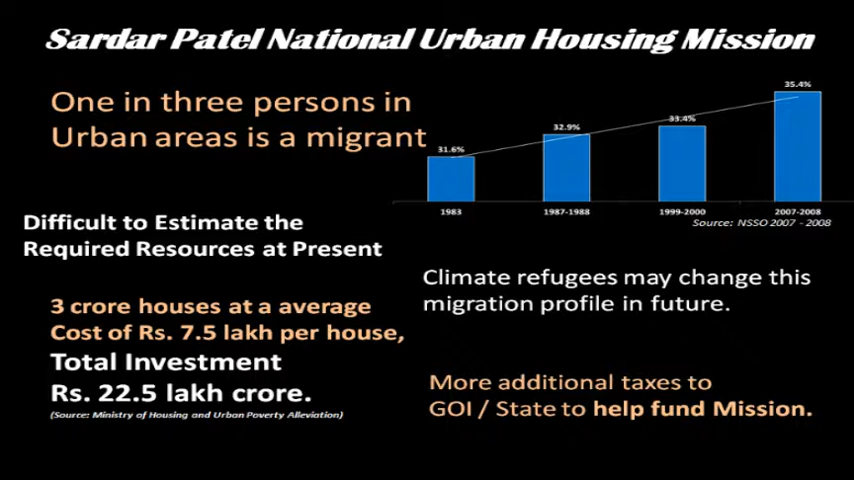 Sardar Patel National Urban Housing Mission
One in three persons in
Urban areas is a migrant
31.6%
32.9%
33.4%
35.4%
1983
1987-1988
1999-2000
2007-2008
Source: NSSO 2007 - 2008
Difficult to Estimate the
Required Resources at Present
Climate refugees may change this
migration profile in future.
3 crore houses at a average
Cost of Rs. 7.5 lakh per house,
Total Investment
Rs. 22.5 lakh crore.
(Source: Ministry of Housing and Urban Poverty Alleviation)
More additional taxes to
GOI / State to help fund Mission.